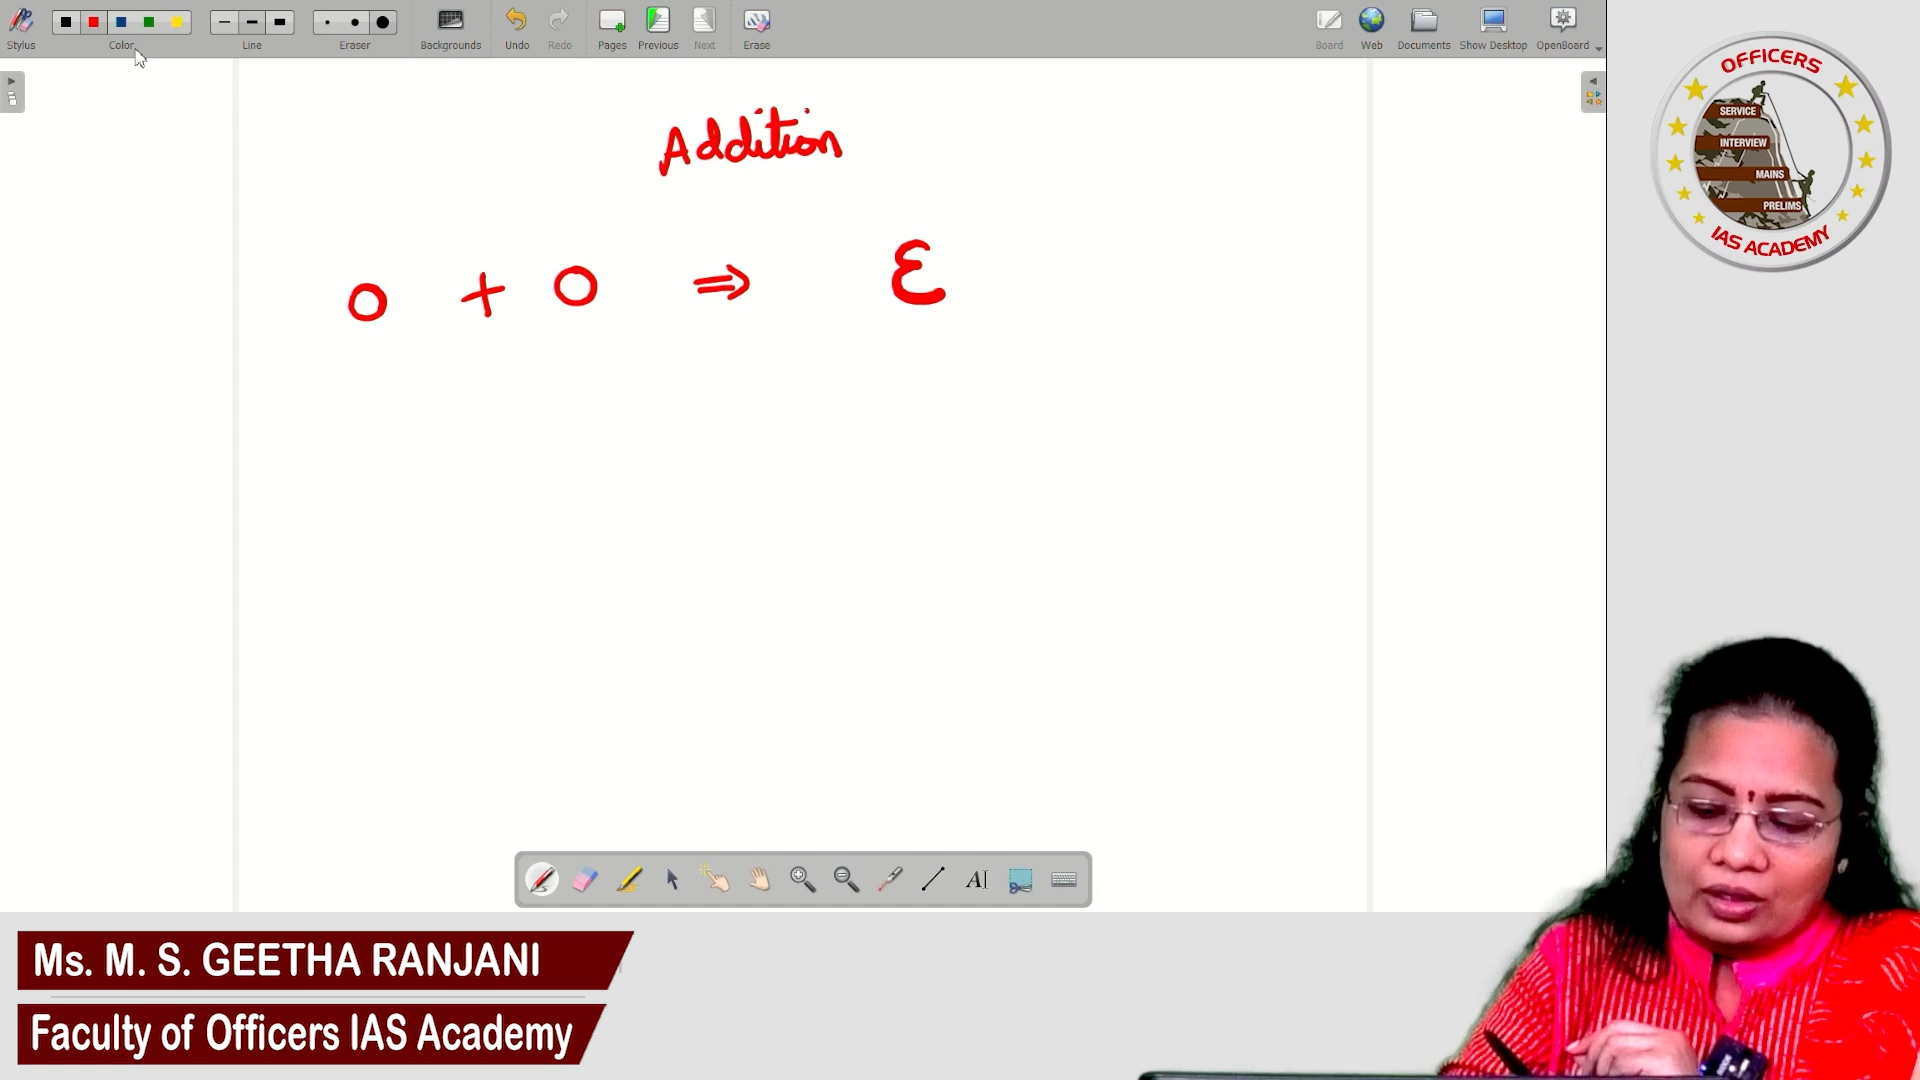 Stylus Color Line Eraser Backgrounds Undo Redo Pages Previous Next Erase Board Web Documents Show Desktop OpenBoard
OFFICERS
SERVICE
INTERVIEW
MAINS
PRELIMS
IAS ACADEMY
Addition
O + O ⇒ Ɛ
AI
Ms. M. S. GEETHA RANJANI
Faculty of Officers IAS Academy